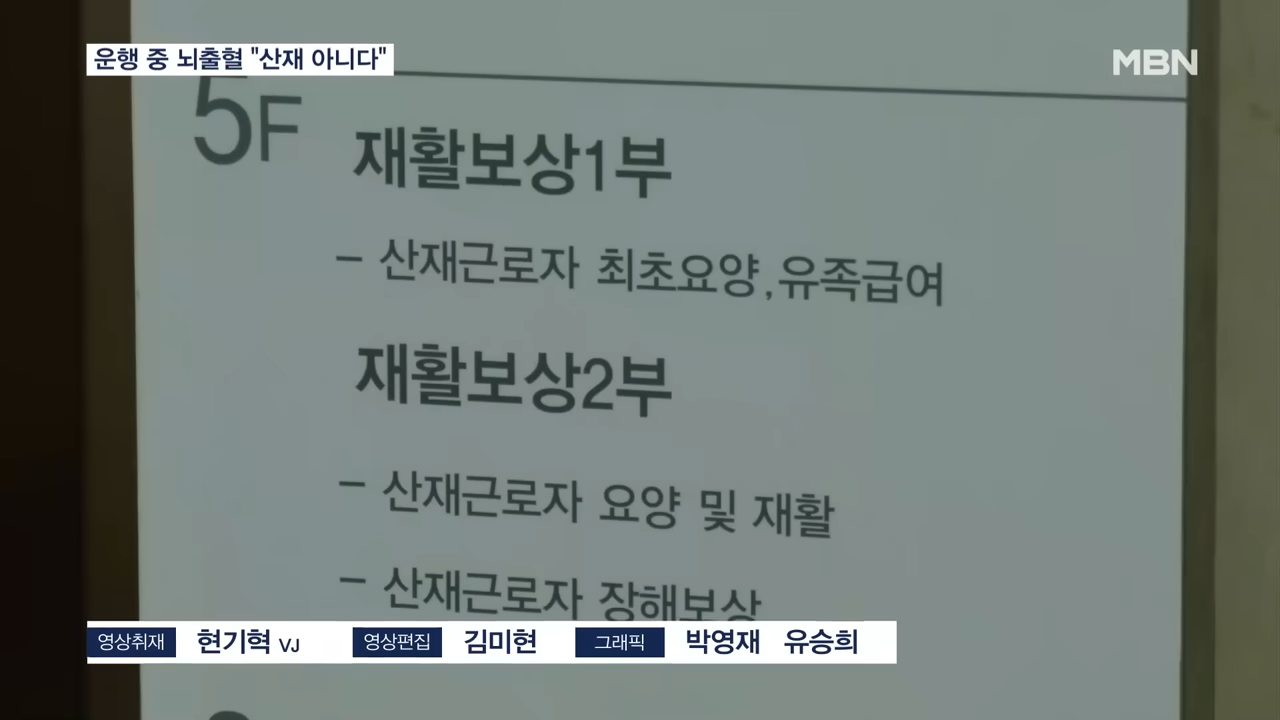 운행 중 뇌출혈 "산재 아니다"
MBN
5F
재활보상1부
- 산재근로자 최초요양,유족급여
재활보상2부
- 산재근로자 요양 및 재활
- 산재근로자 장해보상
영상취재 현기혁 VJ 영상편집 김미현 그래픽 박영재 유승희